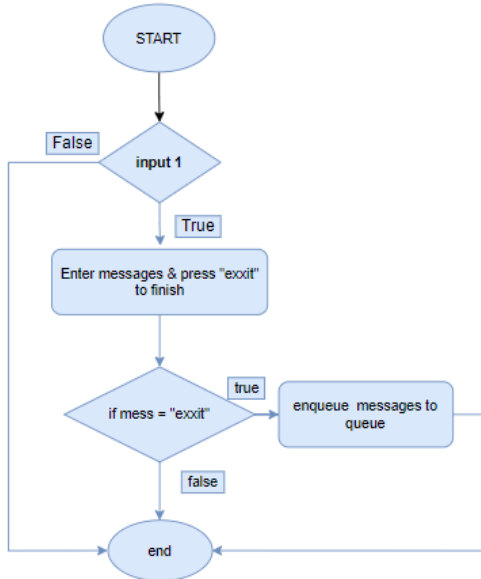 START
False
input 1
True
Enter messages & press "exxit"
to finish
true
if mess = "exxit"
enqueue  messages to
queue
false
end